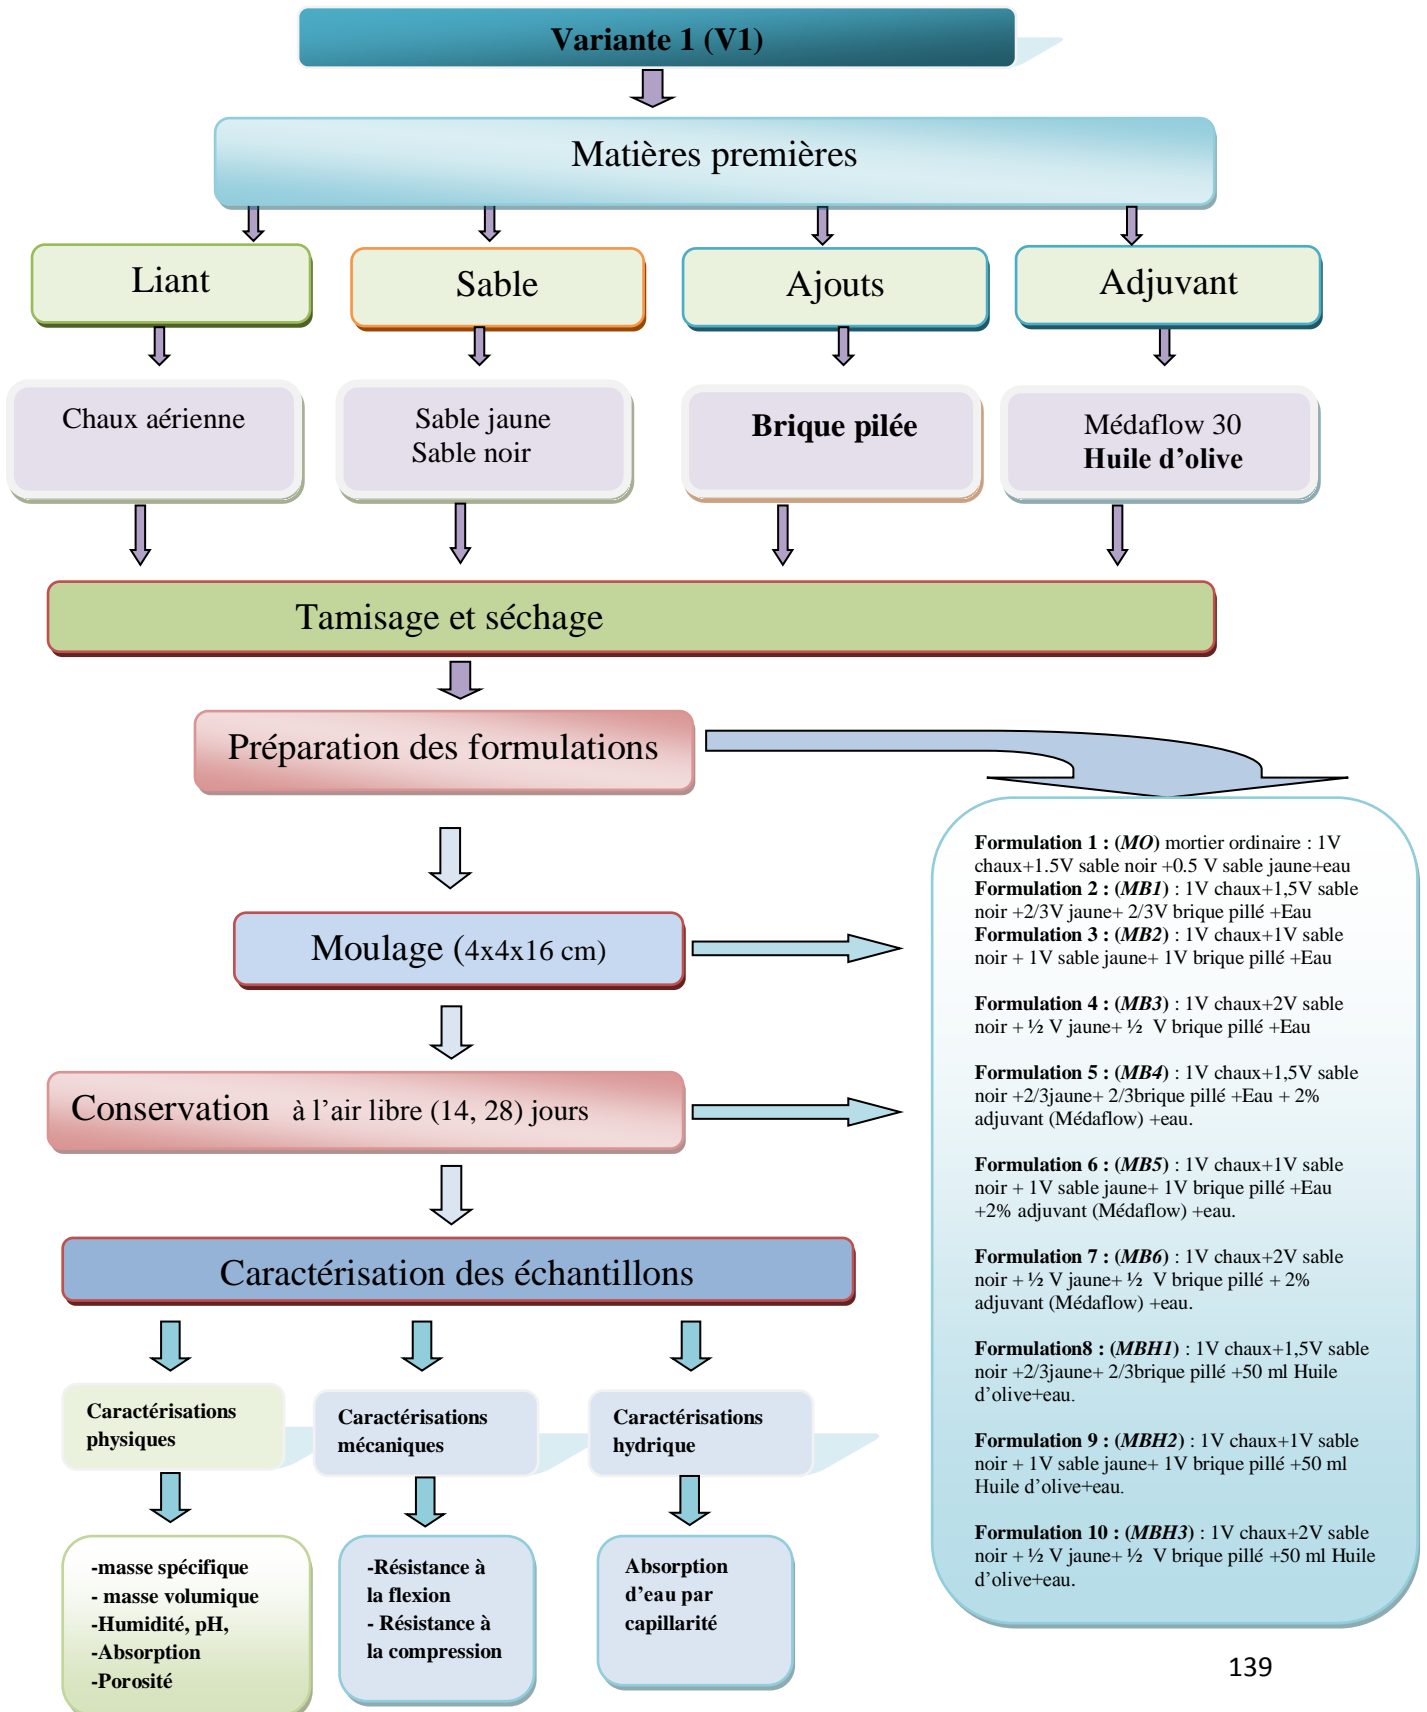 Variante 1 (V1)
Matières premières
Liant
Sable
Ajouts
Adjuvant
Chaux aérienne
Sable jaune
Sable noir
Brique pilée
Médaflow 30
Huile d’olive
Tamisage et séchage
Préparation des formulations
Moulage (4x4x16 cm)
Conservation à l’air libre (14, 28) jours
Caractérisation des échantillons
Caractérisations
physiques
Caractérisations
mécaniques
Caractérisations
hydrique
-masse spécifique
- masse volumique
-Humidité, pH,
-Absorption
-Porosité
-Résistance à
la flexion
- Résistance à
la compression
Absorption
d’eau par
capillarité
Formulation 1 : (MO) mortier ordinaire : 1V
chaux+1.5V sable noir +0.5 V sable jaune+eau
Formulation 2 : (MB1) : 1V chaux+1,5V sable
noir +2/3V jaune+ 2/3V brique pillé +Eau
Formulation 3 : (MB2) : 1V chaux+1V sable
noir + 1V sable jaune+ 1V brique pillé +Eau
Formulation 4 : (MB3) : 1V chaux+2V sable
noir + ½ V jaune+ ½ V brique pillé +Eau
Formulation 5 : (MB4) : 1V chaux+1,5V sable
noir +2/3jaune+ 2/3brique pillé +Eau + 2%
adjuvant (Médaflow) +eau.
Formulation 6 : (MB5) : 1V chaux+1V sable
noir + 1V sable jaune+ 1V brique pillé +Eau
+2% adjuvant (Médaflow) +eau.
Formulation 7 : (MB6) : 1V chaux+2V sable
noir + ½ V jaune+ ½ V brique pillé + 2%
adjuvant (Médaflow) +eau.
Formulation8 : (MBH1) : 1V chaux+1,5V sable
noir +2/3jaune+ 2/3brique pillé +50 ml Huile
d’olive+eau.
Formulation 9 : (MBH2) : 1V chaux+1V sable
noir + 1V sable jaune+ 1V brique pillé +50 ml
Huile d’olive+eau.
Formulation 10 : (MBH3) : 1V chaux+2V sable
noir + ½ V jaune+ ½ V brique pillé +50 ml Huile
d’olive+eau.
139